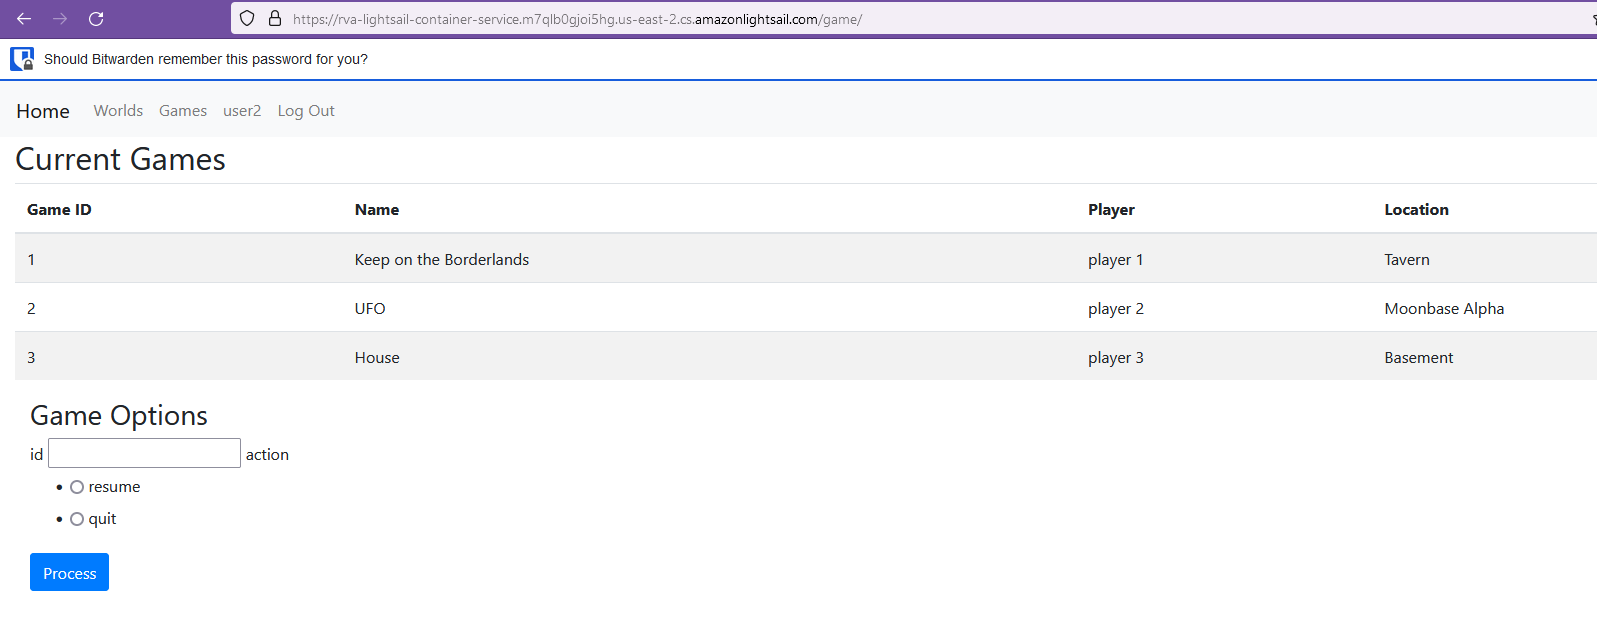 https://rva-lightsail-container-service.m7qlb0gjoi5hg.us-east-2.cs.amazonlightsail.com/game/
Should Bitwarden remember this password for you?
Home Worlds Games user2 Log Out
Current Games
Game ID Name Player Location
1 Keep on the Borderlands player 1 Tavern
2 UFO player 2 Moonbase Alpha
3 House player 3 Basement
Game Options
id action
resume
quit
Process